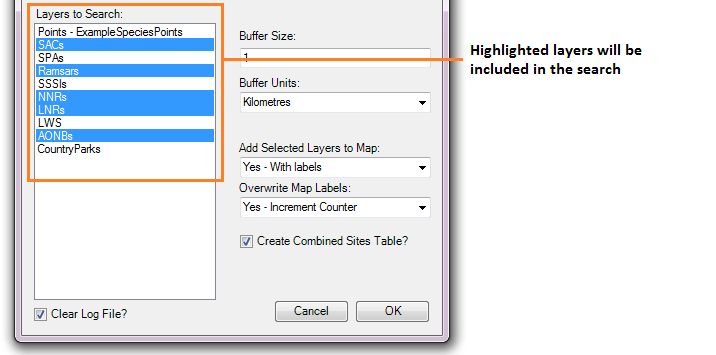 Layers to Search:
Points - ExampleSpeciesPoints
SACs
SPAs
Ramsars
SSSIs
NNRs
LNRs
LWS
AONBs
CountryParks
Buffer Size:
1
Buffer Units:
Kilometres
Add Selected Layers to Map:
Yes - With labels
Overwrite Map Labels:
Yes - Increment Counter
Create Combined Sites Table?
Clear Log File?
Cancel
OK
Highlighted layers will be
included in the search